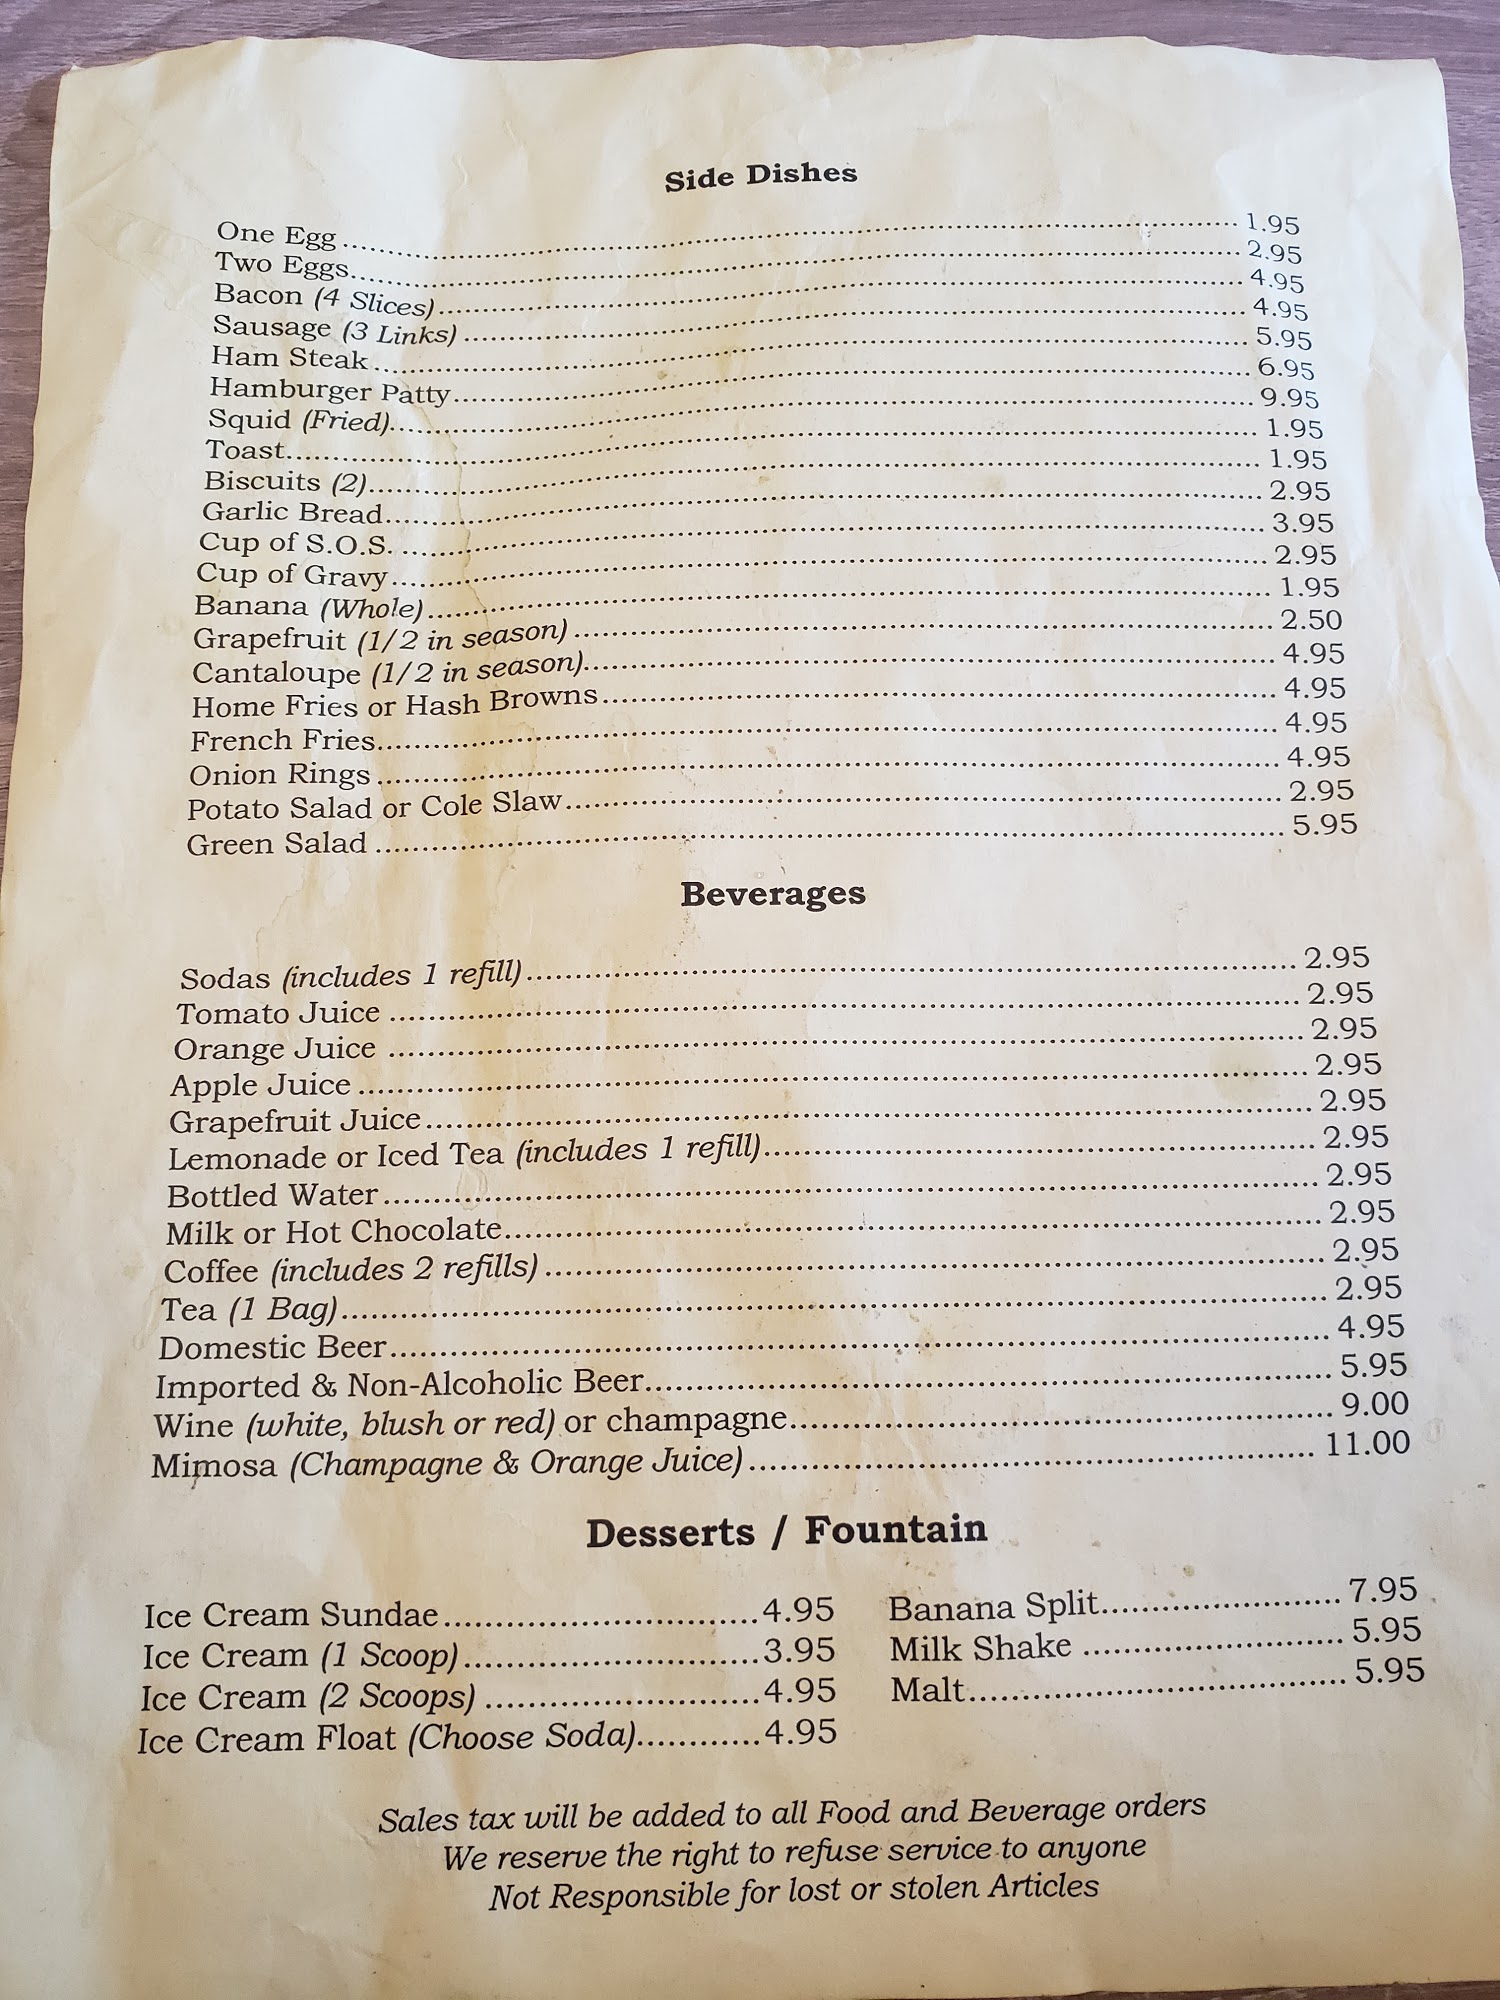 Side Dishes
One Egg 1.95
Two Eggs 2.95
Bacon (4 Slices) 4.95
Sausage (3 Links) 4.95
Ham Steak 5.95
Hamburger Patty 6.95
Squid (Fried) 9.95
Toast 1.95
Biscuits (2) 1.95
Garlic Bread 2.95
Cup of S.O.S. 3.95
Cup of Gravy 2.95
Banana (Whole) 1.95
Grapefruit (1/2 in season) 2.50
Cantaloupe (1/2 in season) 4.95
Home Fries or Hash Browns 4.95
French Fries 4.95
Onion Rings 4.95
Potato Salad or Cole Slaw 2.95
Green Salad 5.95
Beverages
Sodas (includes 1 refill) 2.95
Tomato Juice 2.95
Orange Juice 2.95
Apple Juice 2.95
Grapefruit Juice 2.95
Lemonade or Iced Tea (includes 1 refill) 2.95
Bottled Water 2.95
Milk or Hot Chocolate 2.95
Coffee (includes 2 refills) 2.95
Tea (1 Bag) 2.95
Domestic Beer 4.95
Imported & Non-Alcoholic Beer 5.95
Wine (white, blush or red) or champagne 9.00
Mimosa (Champagne & Orange Juice) 11.00
Desserts / Fountain
Ice Cream Sundae 4.95
Ice Cream (1 Scoop) 3.95
Ice Cream (2 Scoops) 4.95
Ice Cream Float (Choose Soda) 4.95
Banana Split 7.95
Milk Shake 5.95
Malt 5.95
Sales tax will be added to all Food and Beverage orders
We reserve the right to refuse service to anyone
Not Responsible for lost or stolen Articles